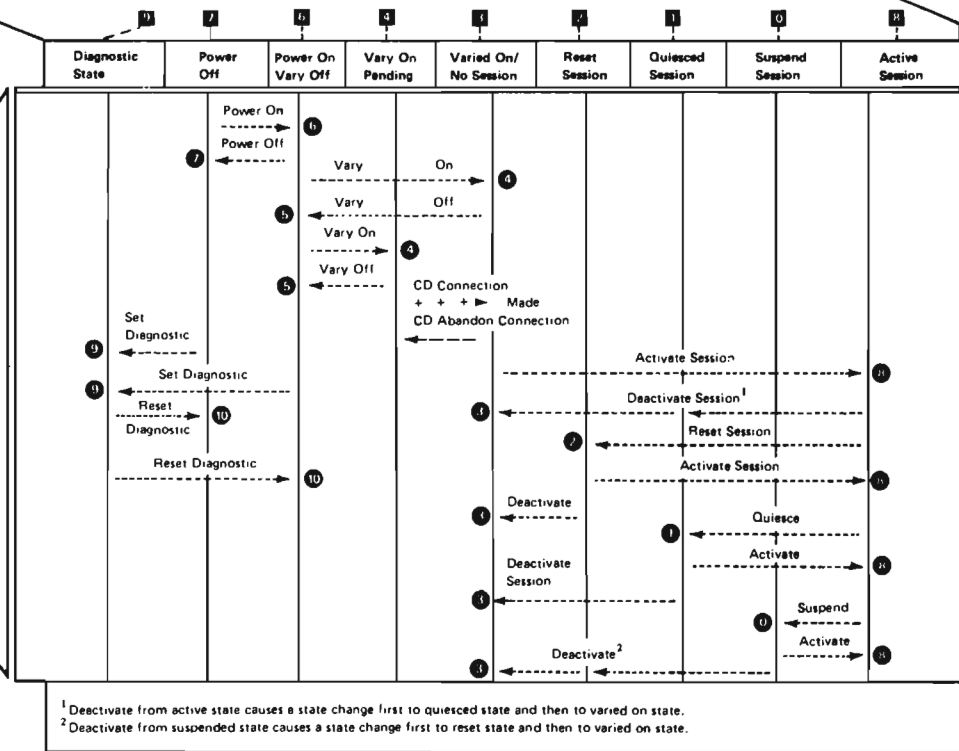 9 7 6 4 3 2 1 0 8
Diagnostic State
Power Off
Power On Vary Off
Vary On Pending
Varied On/ No Session
Reset Session
Quiesced Session
Suspend Session
Active Session
Power On 6
7 Power Off
Vary On 4
5 Vary Off
Vary On 4
5 Vary Off
CD Connection
+ + + Made
CD Abandon Connection
Set
Diagnostic
9
Activate Session 8
9 Set Diagnostic
3 Deactivate Session¹
Reset 10
Diagnostic
2 Reset Session
Reset Diagnostic 10
Activate Session 8
3 Deactivate
1 Quiesce
Activate 8
Deactivate
Session
3
0 Suspend
Activate 8
3 Deactivate²
¹ Deactivate from active state causes a state change first to quiesced state and then to varied on state.
² Deactivate from suspended state causes a state change first to reset state and then to varied on state.